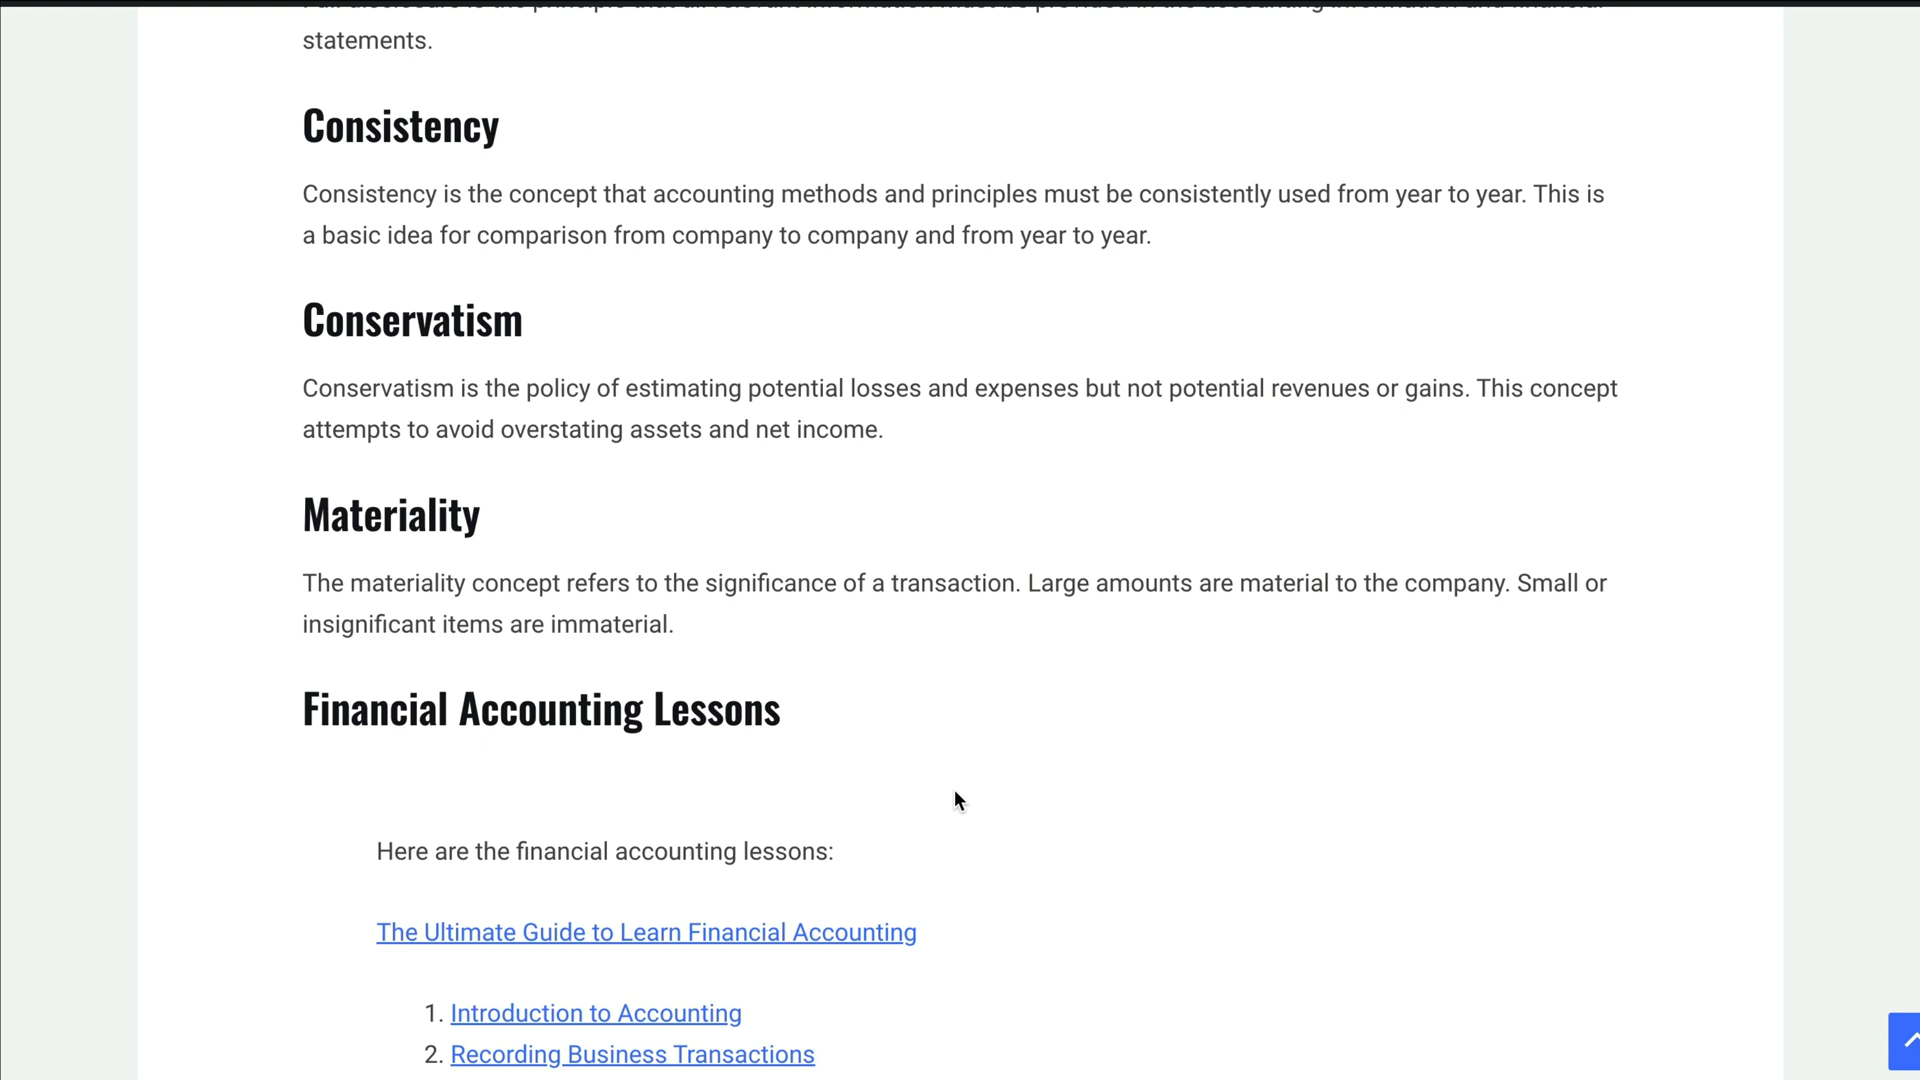 statements.
Consistency
Consistency is the concept that accounting methods and principles must be consistently used from year to year. This is
a basic idea for comparison from company to company and from year to year.
Conservatism
Conservatism is the policy of estimating potential losses and expenses but not potential revenues or gains. This concept
attempts to avoid overstating assets and net income.
Materiality
The materiality concept refers to the significance of a transaction. Large amounts are material to the company. Small or
insignificant items are immaterial.
Financial Accounting Lessons
Here are the financial accounting lessons:
The Ultimate Guide to Learn Financial Accounting
1. Introduction to Accounting
2. Recording Business Transactions